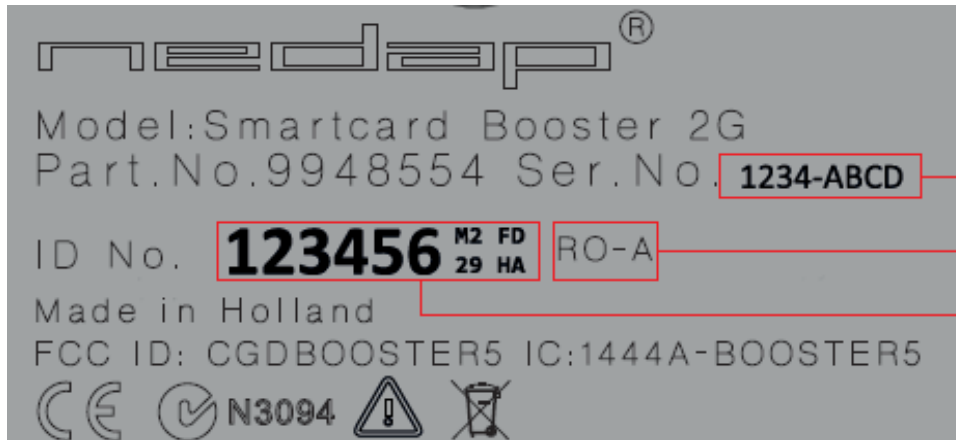 nedap®
Model:Smartcard Booster 2G
Part.No.9948554 Ser.No. 1234-ABCD
ID No. 123456 M2 FD 29 HA RO-A
Made in Holland
FCC ID: CGDBOOSTER5 IC:1444A-BOOSTER5
CE N3094